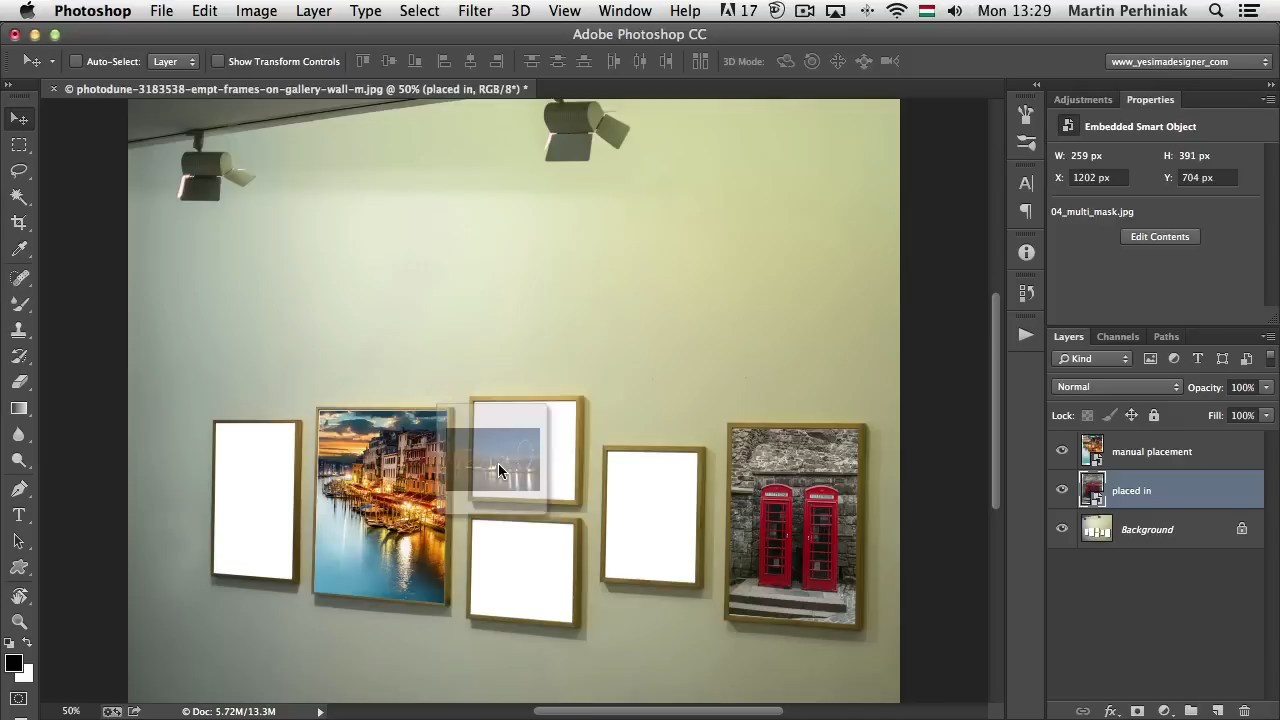 Photoshop File Edit Image Layer Type Select Filter 3D View Window Help 17 Mon 13:29 Martin Perhiniak
Adobe Photoshop CC
Auto-Select: Layer Show Transform Controls 3D Mode: www_yesimadesigner_com
© photodune-3183538-empt-frames-on-gallery-wall-m.jpg @ 50% (placed in, RGB/8*) *
Adjustments Properties
Embedded Smart Object
W: 259 px H: 391 px
X: 1202 px Y: 704 px
04_multi_mask.jpg
Edit Contents
Layers Channels Paths
Kind
Normal Opacity: 100%
Lock: Fill: 100%
manual placement
placed in
Background
50% © Doc: 5.72M/13.3M